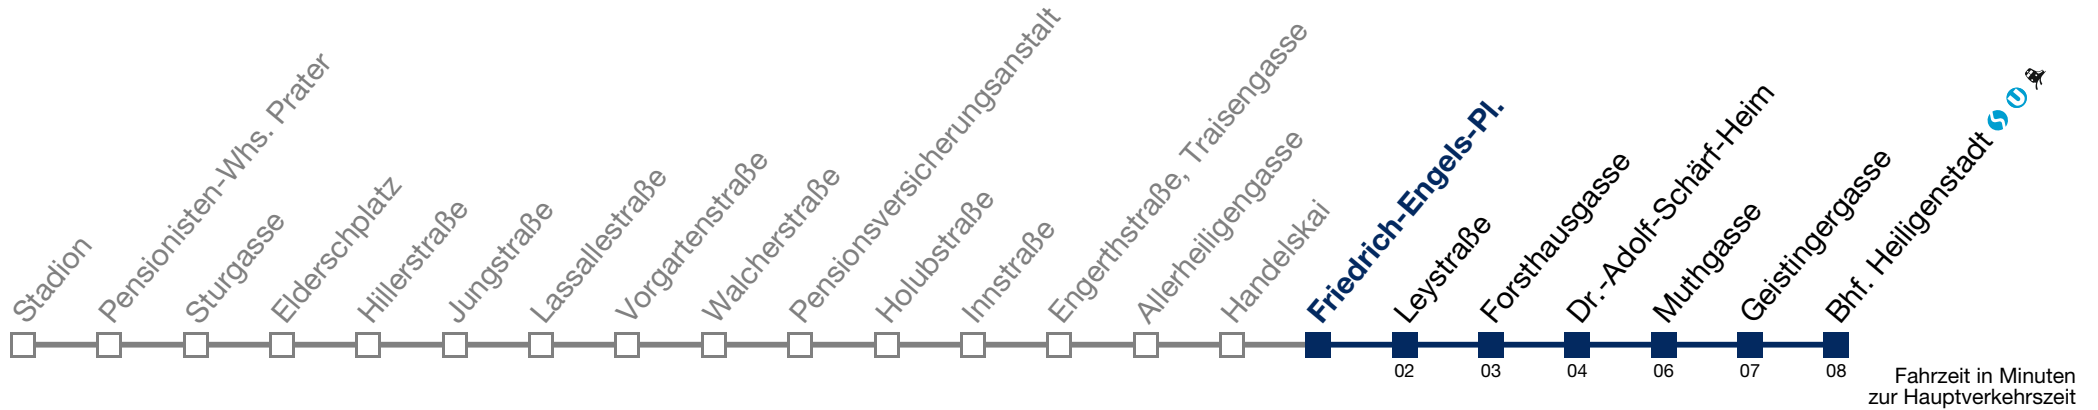 Stadion
Pensionisten-Whs. Prater
Sturgasse
Elderschplatz
Hillerstraße
Jungstraße
Lassallestraße
Vorgartenstraße
Walcherstraße
Pensionsversicherungsanstalt
Holubstraße
Innstraße
Engerthstraße, Traisengasse
Allerheiligengasse
Handelskai
Friedrich-Engels-Pl.
Leystraße
Forsthausgasse
Dr.-Adolf-Schärf-Heim
Muthgasse
Geistingergasse
Bhf. Heiligenstadt S U
02 03 04 06 07 08
Fahrzeit in Minuten
zur Hauptverkehrszeit